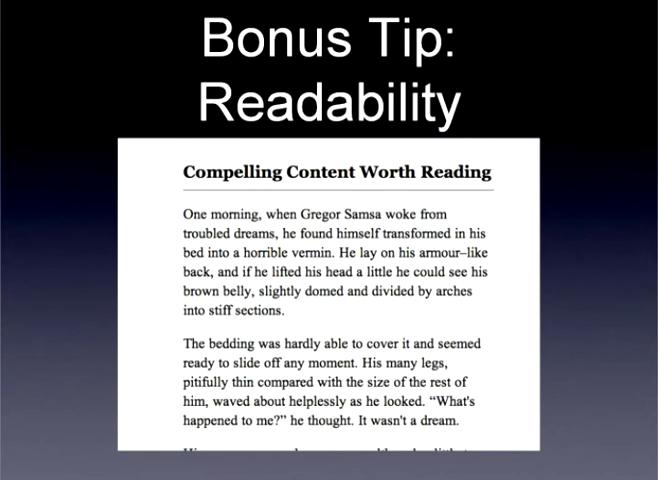 Bonus Tip:
Readability
Compelling Content Worth Reading
One morning, when Gregor Samsa woke from
troubled dreams, he found himself transformed in his
bed into a horrible vermin. He lay on his armour–like
back, and if he lifted his head a little he could see his
brown belly, slightly domed and divided by arches
into stiff sections.
The bedding was hardly able to cover it and seemed
ready to slide off any moment. His many legs,
pitifully thin compared with the size of the rest of
him, waved about helplessly as he looked. “What's
happened to me?” he thought. It wasn't a dream.